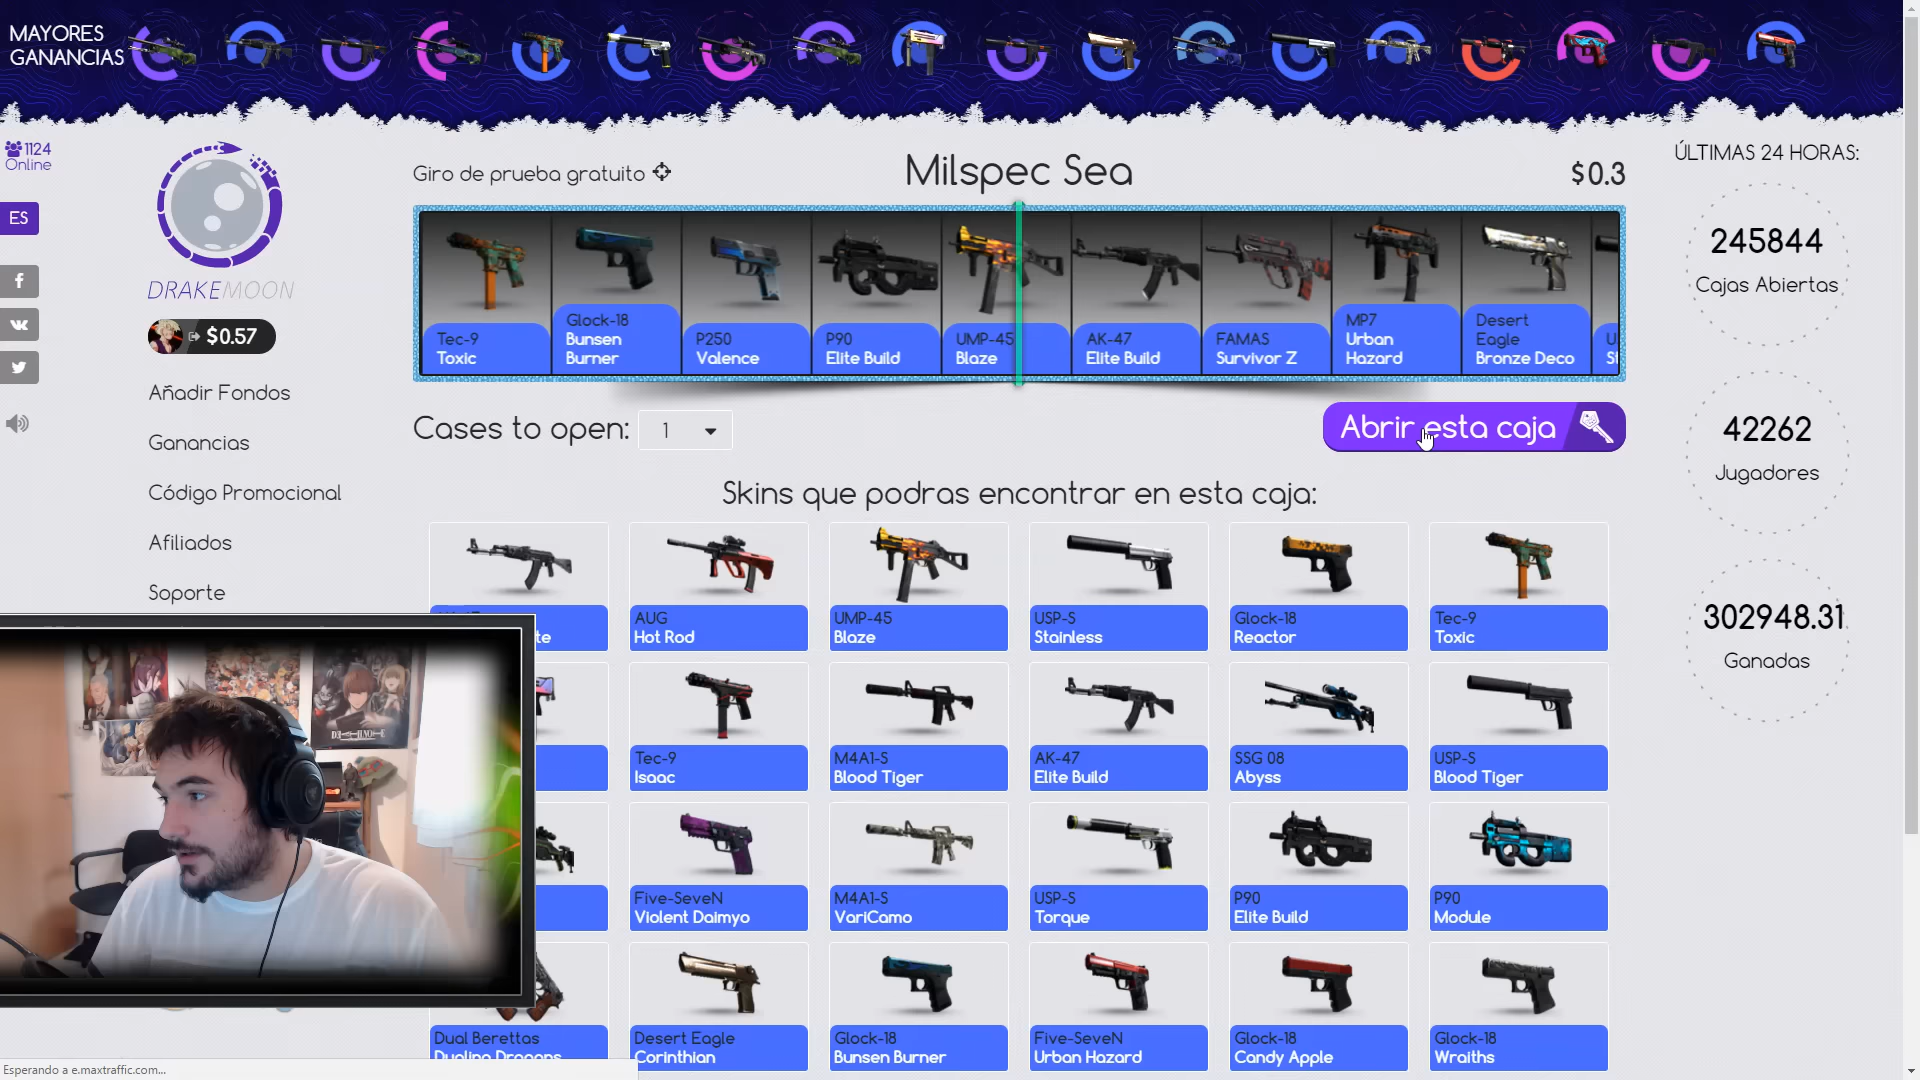 MAYORES
GANANCIAS
1124
Online
ES
DRAKEMOON
$0.57
Añadir Fondos
Ganancias
Código Promocional
Afiliados
Soporte
Giro de prueba gratuito
Milspec Sea
$0.3
Tec-9
Toxic
Glock-18
Bunsen
Burner
P250
Valence
P90
Elite Build
UMP-45
Blaze
AK-47
Elite Build
FAMAS
Survivor Z
MP7
Urban
Hazard
Desert
Eagle
Bronze Deco
Cases to open: 1
Abrir esta caja
Skins que podras encontrar en esta caja:
AUG
Hot Rod
UMP-45
Blaze
USP-S
Stainless
Glock-18
Reactor
Tec-9
Toxic
Tec-9
Isaac
M4A1-S
Blood Tiger
AK-47
Elite Build
SSG 08
Abyss
USP-S
Blood Tiger
Five-SeveN
Violent Daimyo
M4A1-S
VariCamo
USP-S
Torque
P90
Elite Build
P90
Module
Dual Berettas
Dualing Dragons
Desert Eagle
Corinthian
Glock-18
Bunsen Burner
Five-SeveN
Urban Hazard
Glock-18
Candy Apple
Glock-18
Wraiths
ÚLTIMAS 24 HORAS:
245844
Cajas Abiertas
42262
Jugadores
302948.31
Ganadas
Esperando a e.maxtraffic.com...